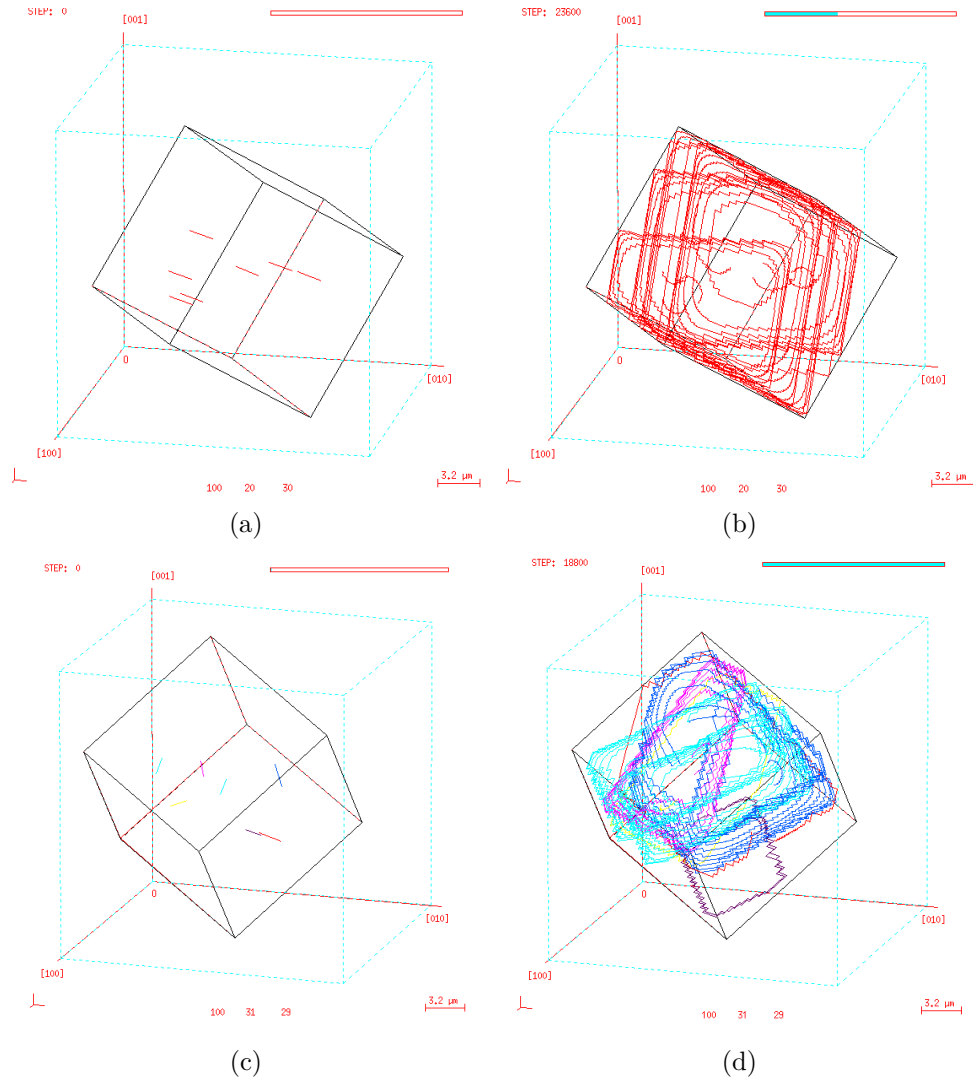 STEP: 0
[001]
0
[010]
[100]
3.2 µm
100 20 30
(a)
STEP: 23600
[001]
0
[010]
[100]
3.2 µm
100 20 30
(b)
STEP: 0
[001]
0
[010]
[100]
3.2 µm
100 31 29
(c)
STEP: 18800
[001]
0
[010]
[100]
3.2 µm
100 31 29
(d)